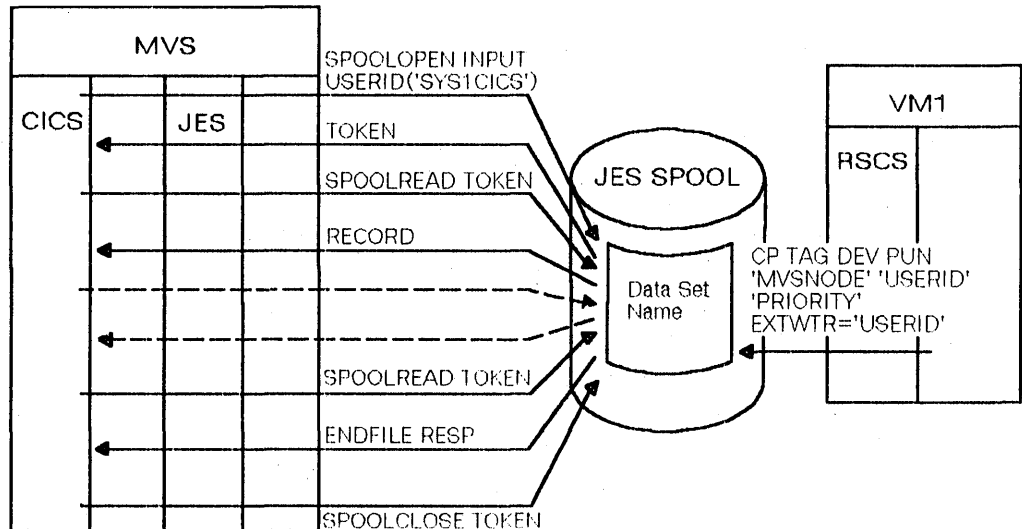 MVS
CICS
JES
SPOOLOPEN INPUT
USERID('SYS1CICS')
TOKEN
SPOOLREAD TOKEN
RECORD
SPOOLREAD TOKEN
ENDFILE RESP
SPOOLCLOSE TOKEN
JES SPOOL
Data Set
Name
VM1
RSCS
CP TAG DEV PUN
'MVSNODE' 'USERID'
'PRIORITY'
EXTWTR='USERID'